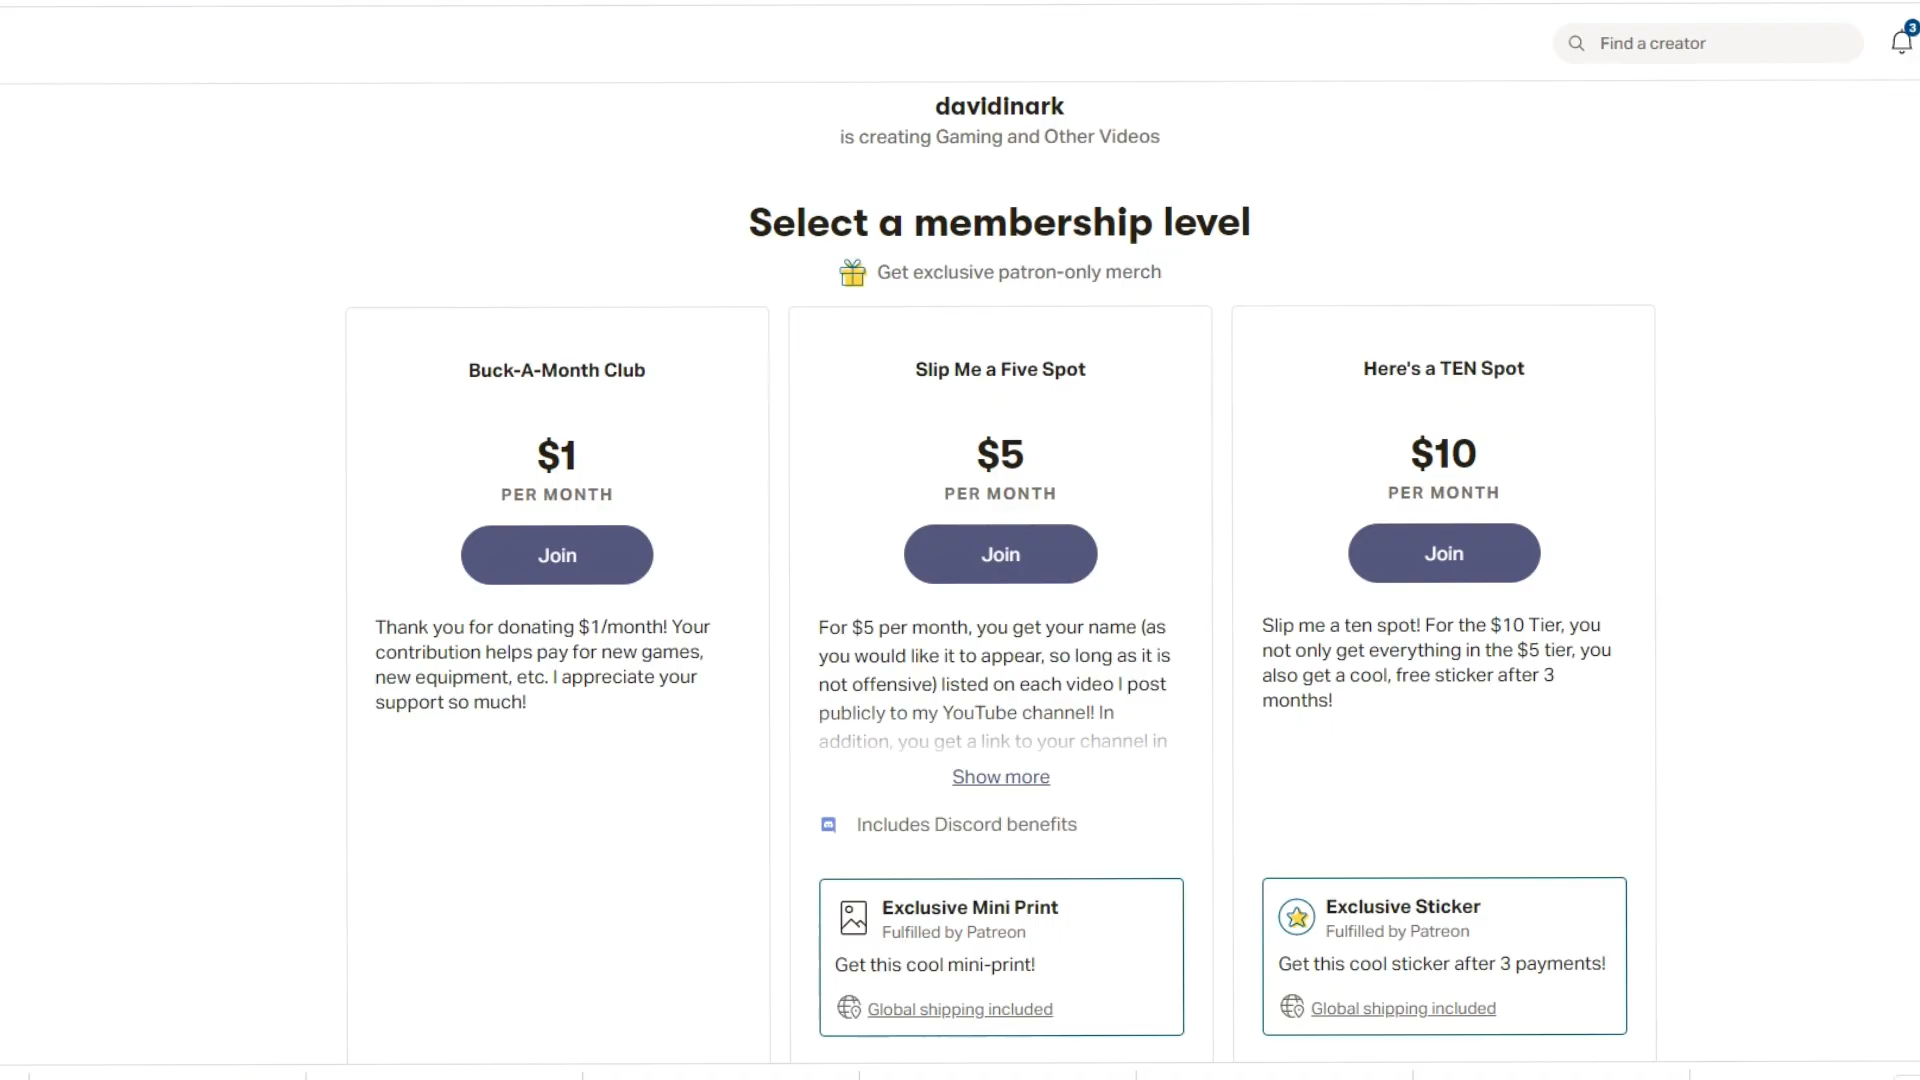 Find a creator
3
davidinark
is creating Gaming and Other Videos
Select a membership level
Get exclusive patron-only merch
Buck-A-Month Club
$1
PER MONTH
Join
Thank you for donating $1/month! Your
contribution helps pay for new games,
new equipment, etc. I appreciate your
support so much!
Slip Me a Five Spot
$5
PER MONTH
Join
For $5 per month, you get your name (as
you would like it to appear, so long as it is
not offensive) listed on each video I post
publicly to my YouTube channel! In
addition, you get a link to your channel in
Show more
Includes Discord benefits
Exclusive Mini Print
Fulfilled by Patreon
Get this cool mini-print!
Global shipping included
Here's a TEN Spot
$10
PER MONTH
Join
Slip me a ten spot! For the $10 Tier, you
not only get everything in the $5 tier, you
also get a cool, free sticker after 3
months!
Exclusive Sticker
Fulfilled by Patreon
Get this cool sticker after 3 payments!
Global shipping included